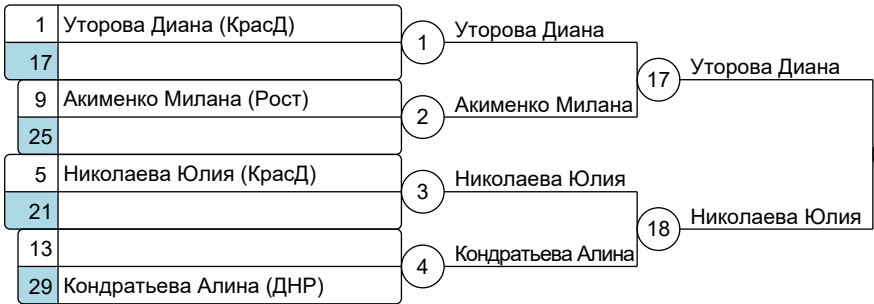 1 Уторова Диана (КрасД)
17
1
Уторова Диана
9 Акименко Милана (Рост)
25
2
Акименко Милана
17
Уторова Диана
5 Николаева Юлия (КрасД)
21
3
Николаева Юлия
13
29 Кондратьева Алина (ДНР)
4
Кондратьева Алина
18
Николаева Юлия